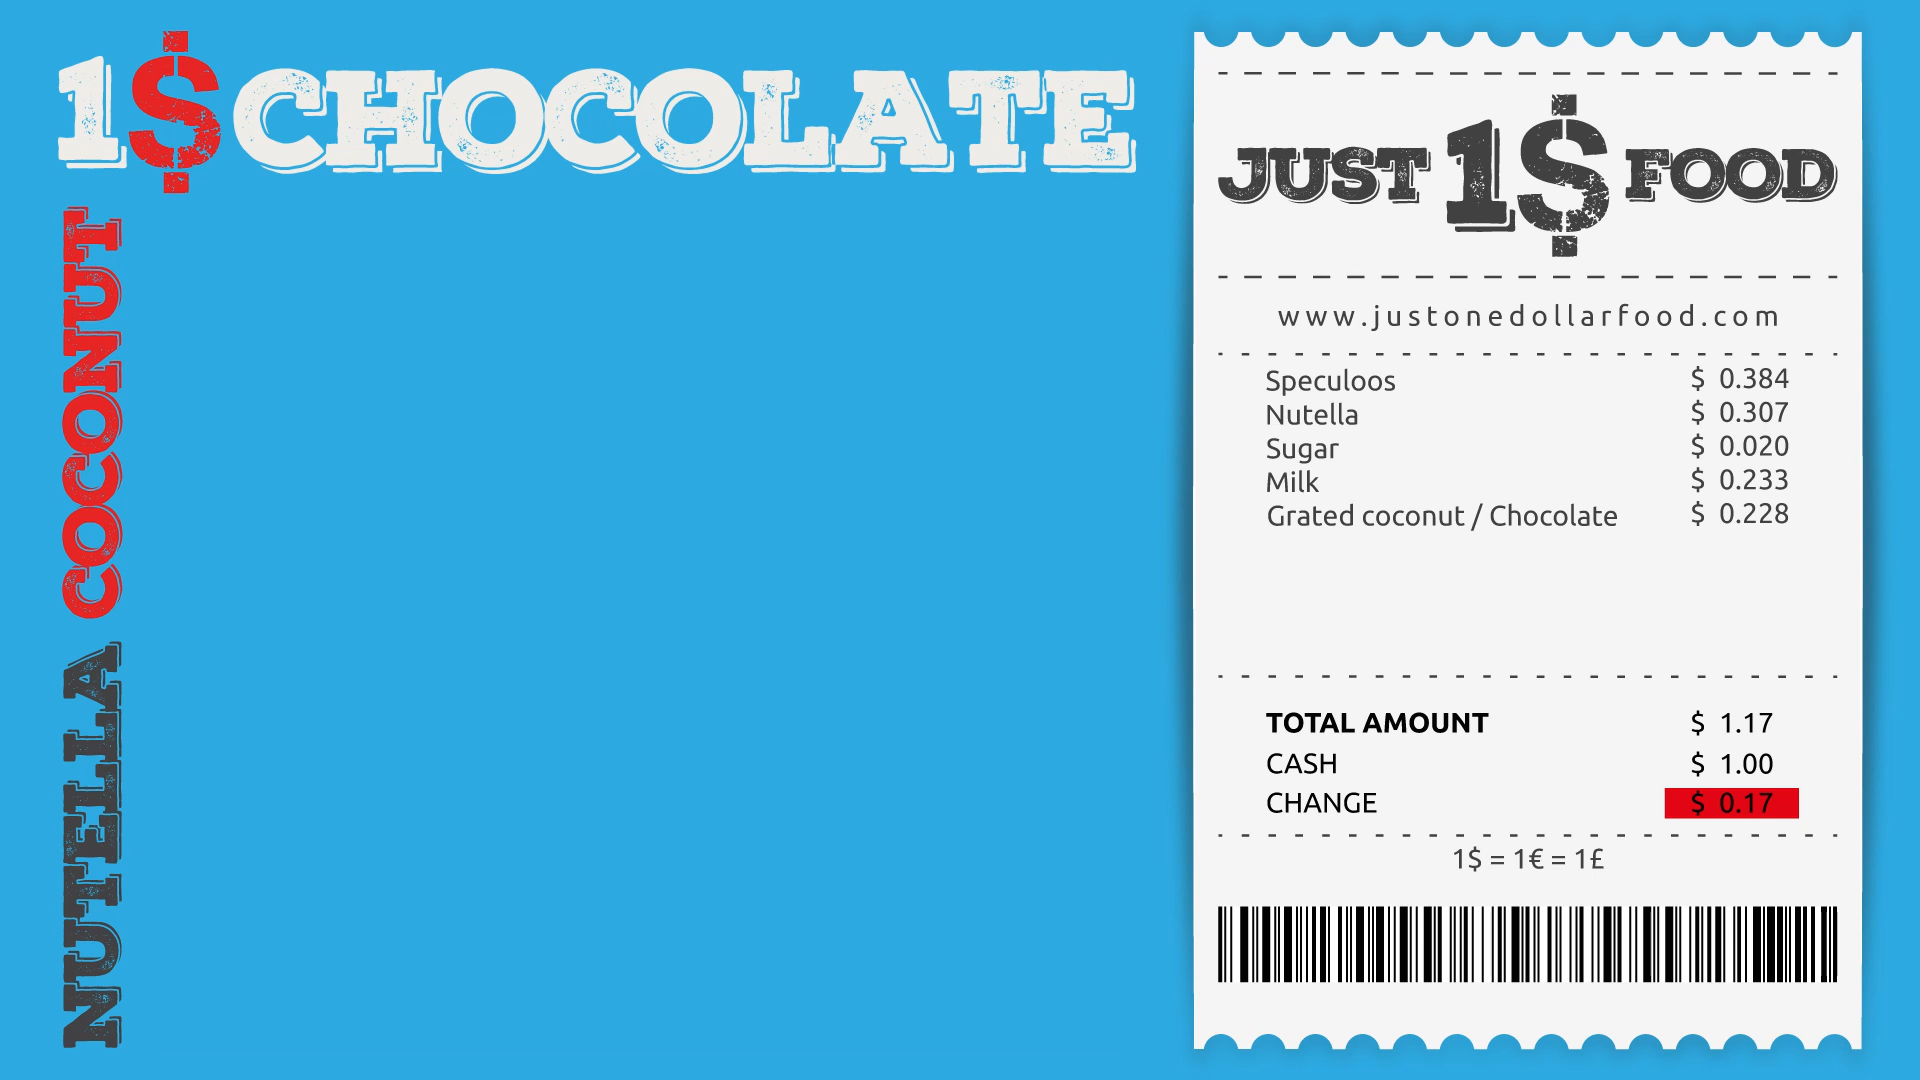 1$ CHOCOLATE
NUTELLA COCONUT
JUST 1$ FOOD
www.justonedollarfood.com
Speculoos $ 0.384
Nutella $ 0.307
Sugar $ 0.020
Milk $ 0.233
Grated coconut / Chocolate $ 0.228
TOTAL AMOUNT $ 1.17
CASH $ 1.00
CHANGE $ 0.17
1$ = 1€ = 1£